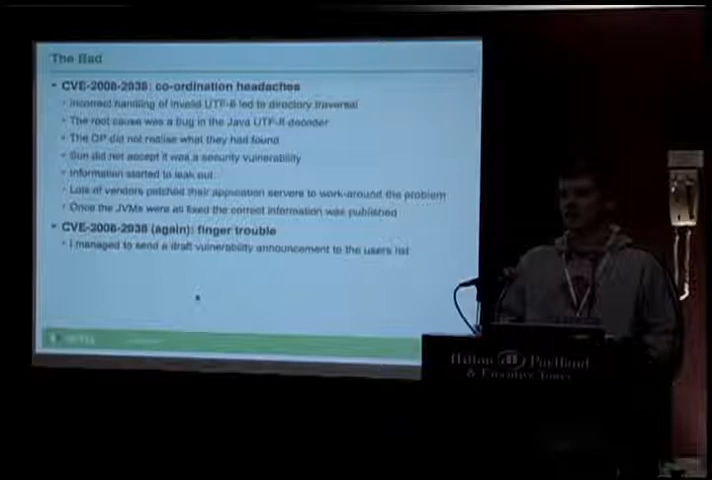 The Bad
CVE-2008-2938: co-ordination headaches
Incorrect handling of invalid UTF-8 led to directory traversal
The root cause was a bug in the Java UTF-8 decoder
The OP did not realise what they had found
Sun did not accept it was a security vulnerability
Information started to leak out
Lots of vendors patched their application servers to work-around the problem
Once the JVMs were all fixed the correct information was published
CVE-2008-2938 (again): finger trouble
I managed to send a draft vulnerability announcement to the users list
Hilton Portland
& Executive Tower